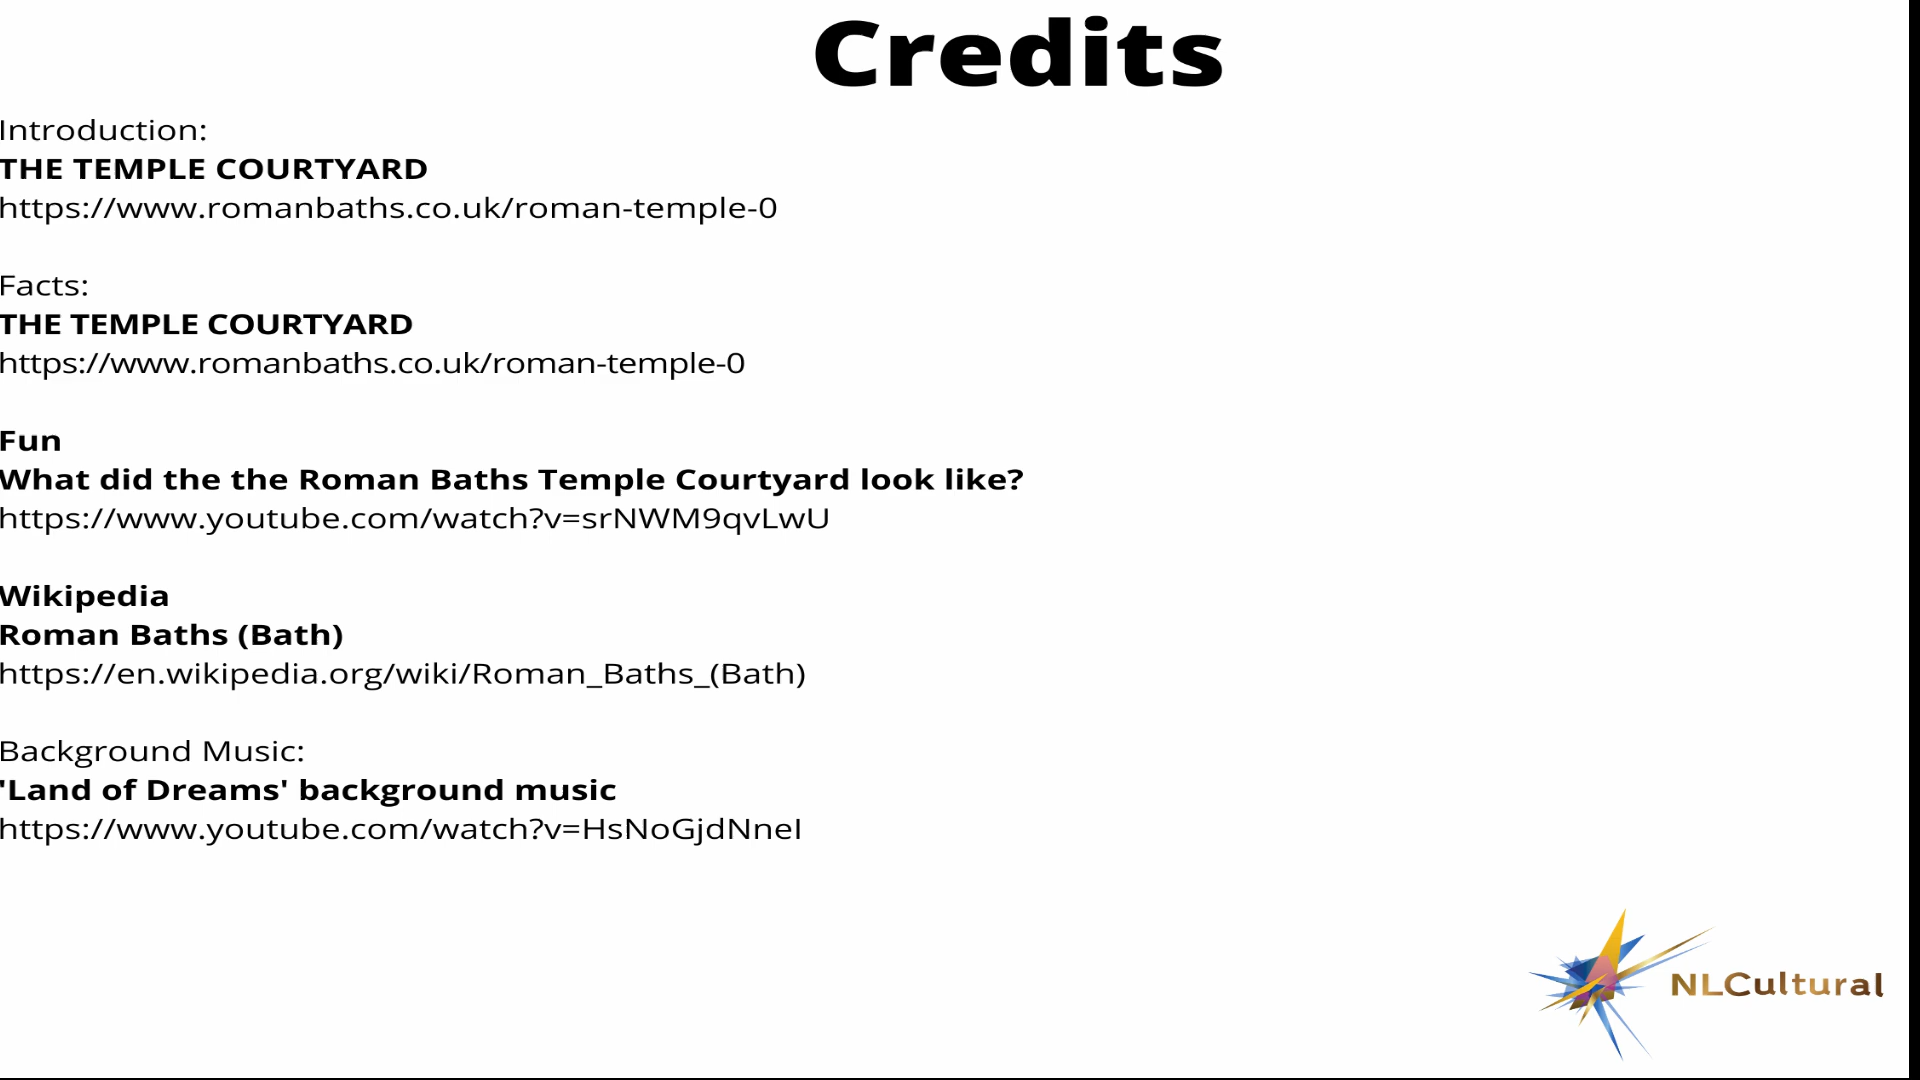 Credits
Introduction:
THE TEMPLE COURTYARD
https://www.romanbaths.co.uk/roman-temple-0
Facts:
THE TEMPLE COURTYARD
https://www.romanbaths.co.uk/roman-temple-0
Fun
What did the the Roman Baths Temple Courtyard look like?
https://www.youtube.com/watch?v=srNWM9qvLwU
Wikipedia
Roman Baths (Bath)
https://en.wikipedia.org/wiki/Roman_Baths_(Bath)
Background Music:
'Land of Dreams' background music
https://www.youtube.com/watch?v=HsNoGjdNneI
NLCultural